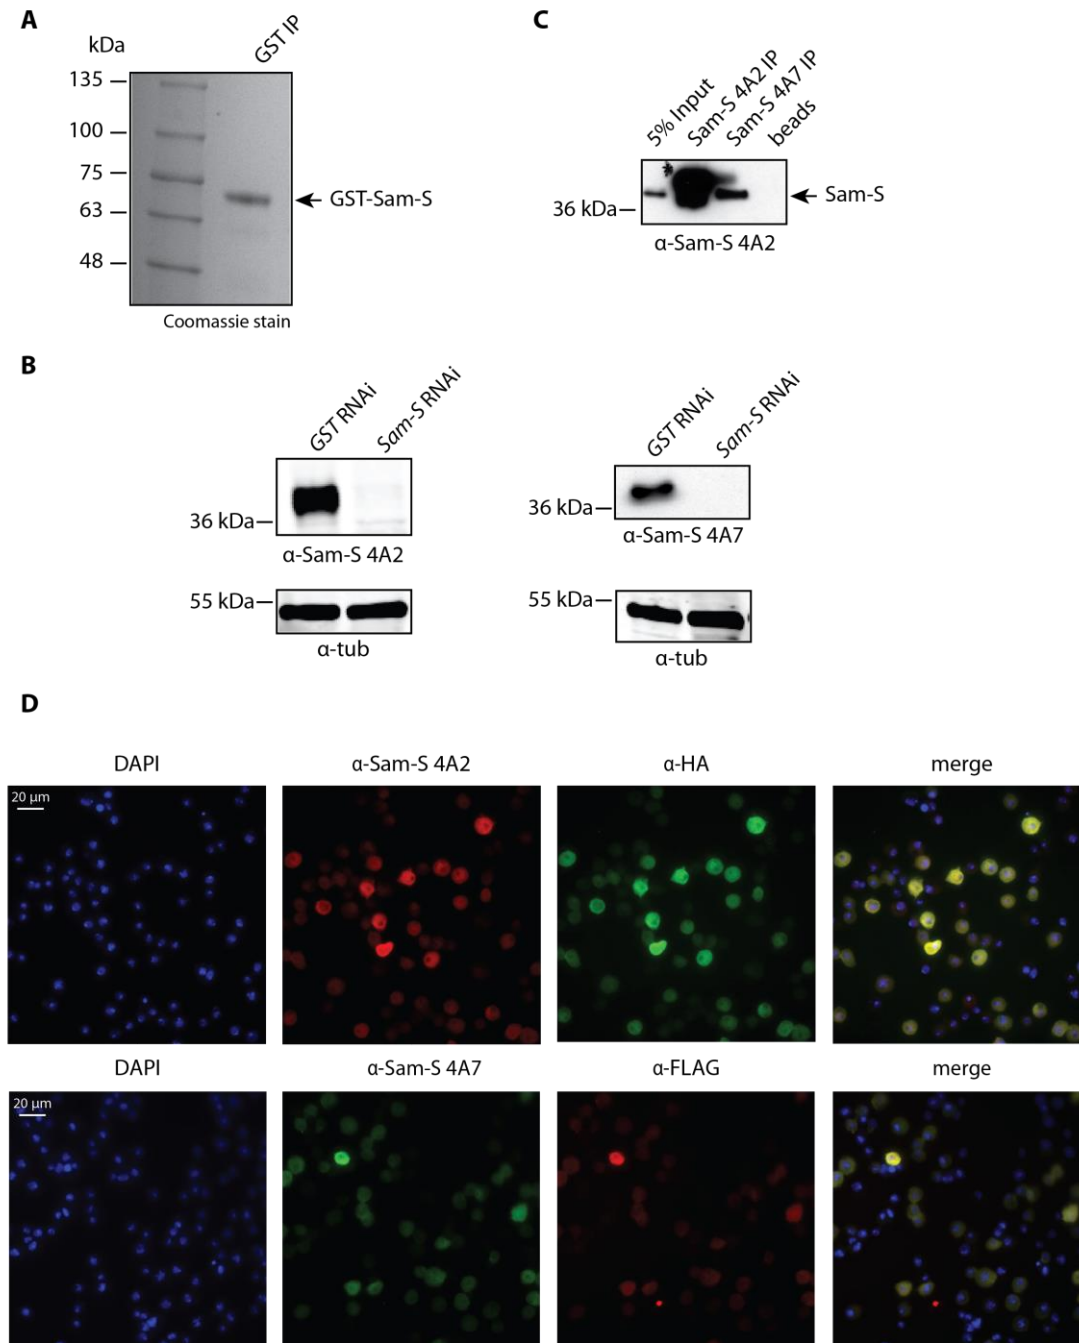 A
kDa
GST IP
135
100
75
63
48
GST-Sam-S
Coomassie stain
C
5% Input
Sam-S 4A2 IP
Sam-S 4A7 IP
beads
36 kDa
Sam-S
α-Sam-S 4A2
B
GST RNAi
Sam-S RNAi
36 kDa
α-Sam-S 4A2
55 kDa
α-tub
GST RNAi
Sam-S RNAi
36 kDa
α-Sam-S 4A7
55 kDa
α-tub
D
DAPI α-Sam-S 4A2 α-HA merge
20 µm
DAPI α-Sam-S 4A7 α-FLAG merge
20 µm